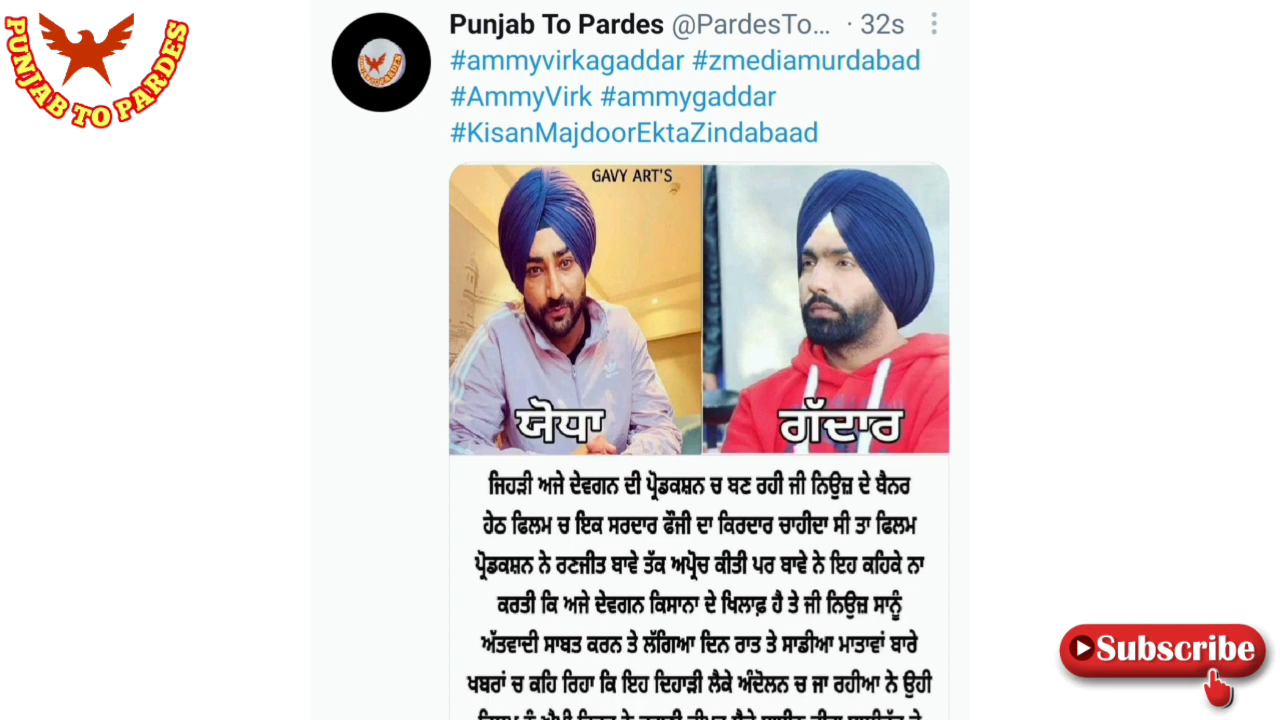 PUNJAB TO PARDES
Punjab To Pardes @PardesTo... · 32s
#ammyvirkagaddar #zmediamurdabad
#AmmyVirk #ammygaddar
#KisanMajdoorEktaZindabaad
GAVY ART'S
ਯੋਧਾ
ਗੱਦਾਰ
ਜਿਹੜੀ ਅਜੇ ਦੇਵਗਨ ਦੀ ਪ੍ਰੋਡਕਸ਼ਨ ਚ ਬਣ ਰਹੀ ਜੀ ਨਿਊਜ਼ ਦੇ ਬੈਨਰ
ਹੇਠ ਫਿਲਮ ਚ ਇਕ ਸਰਦਾਰ ਫੌਜੀ ਦਾ ਕਿਰਦਾਰ ਚਾਹੀਦਾ ਸੀ ਤਾ ਫਿਲਮ
ਪ੍ਰੋਡਕਸ਼ਨ ਨੇ ਰਣਜੀਤ ਬਾਵੇ ਤੱਕ ਅਪ੍ਰੋਚ ਕੀਤੀ ਪਰ ਬਾਵੇ ਨੇ ਇਹ ਕਹਿਕੇ ਨਾ
ਕਰਤੀ ਕਿ ਅਜੇ ਦੇਵਗਨ ਕਿਸਾਨਾ ਦੇ ਖਿਲਾਫ਼ ਹੈ ਤੇ ਜੀ ਨਿਊਜ਼ ਸਾਨੂੰ
ਅੱਤਵਾਦੀ ਸਾਬਤ ਕਰਨ ਤੇ ਲੱਗਿਆ ਦਿਨ ਰਾਤ ਤੇ ਸਾਡੀਆ ਮਾਤਾਵਾਂ ਬਾਰੇ
ਖਬਰਾਂ ਚ ਕਹਿ ਰਿਹਾ ਕਿ ਇਹ ਦਿਹਾੜੀ ਲੈਕੇ ਅੰਦੋਲਨ ਚ ਜਾ ਰਹੀਆ ਨੇ ਉਹੀ
Subscribe